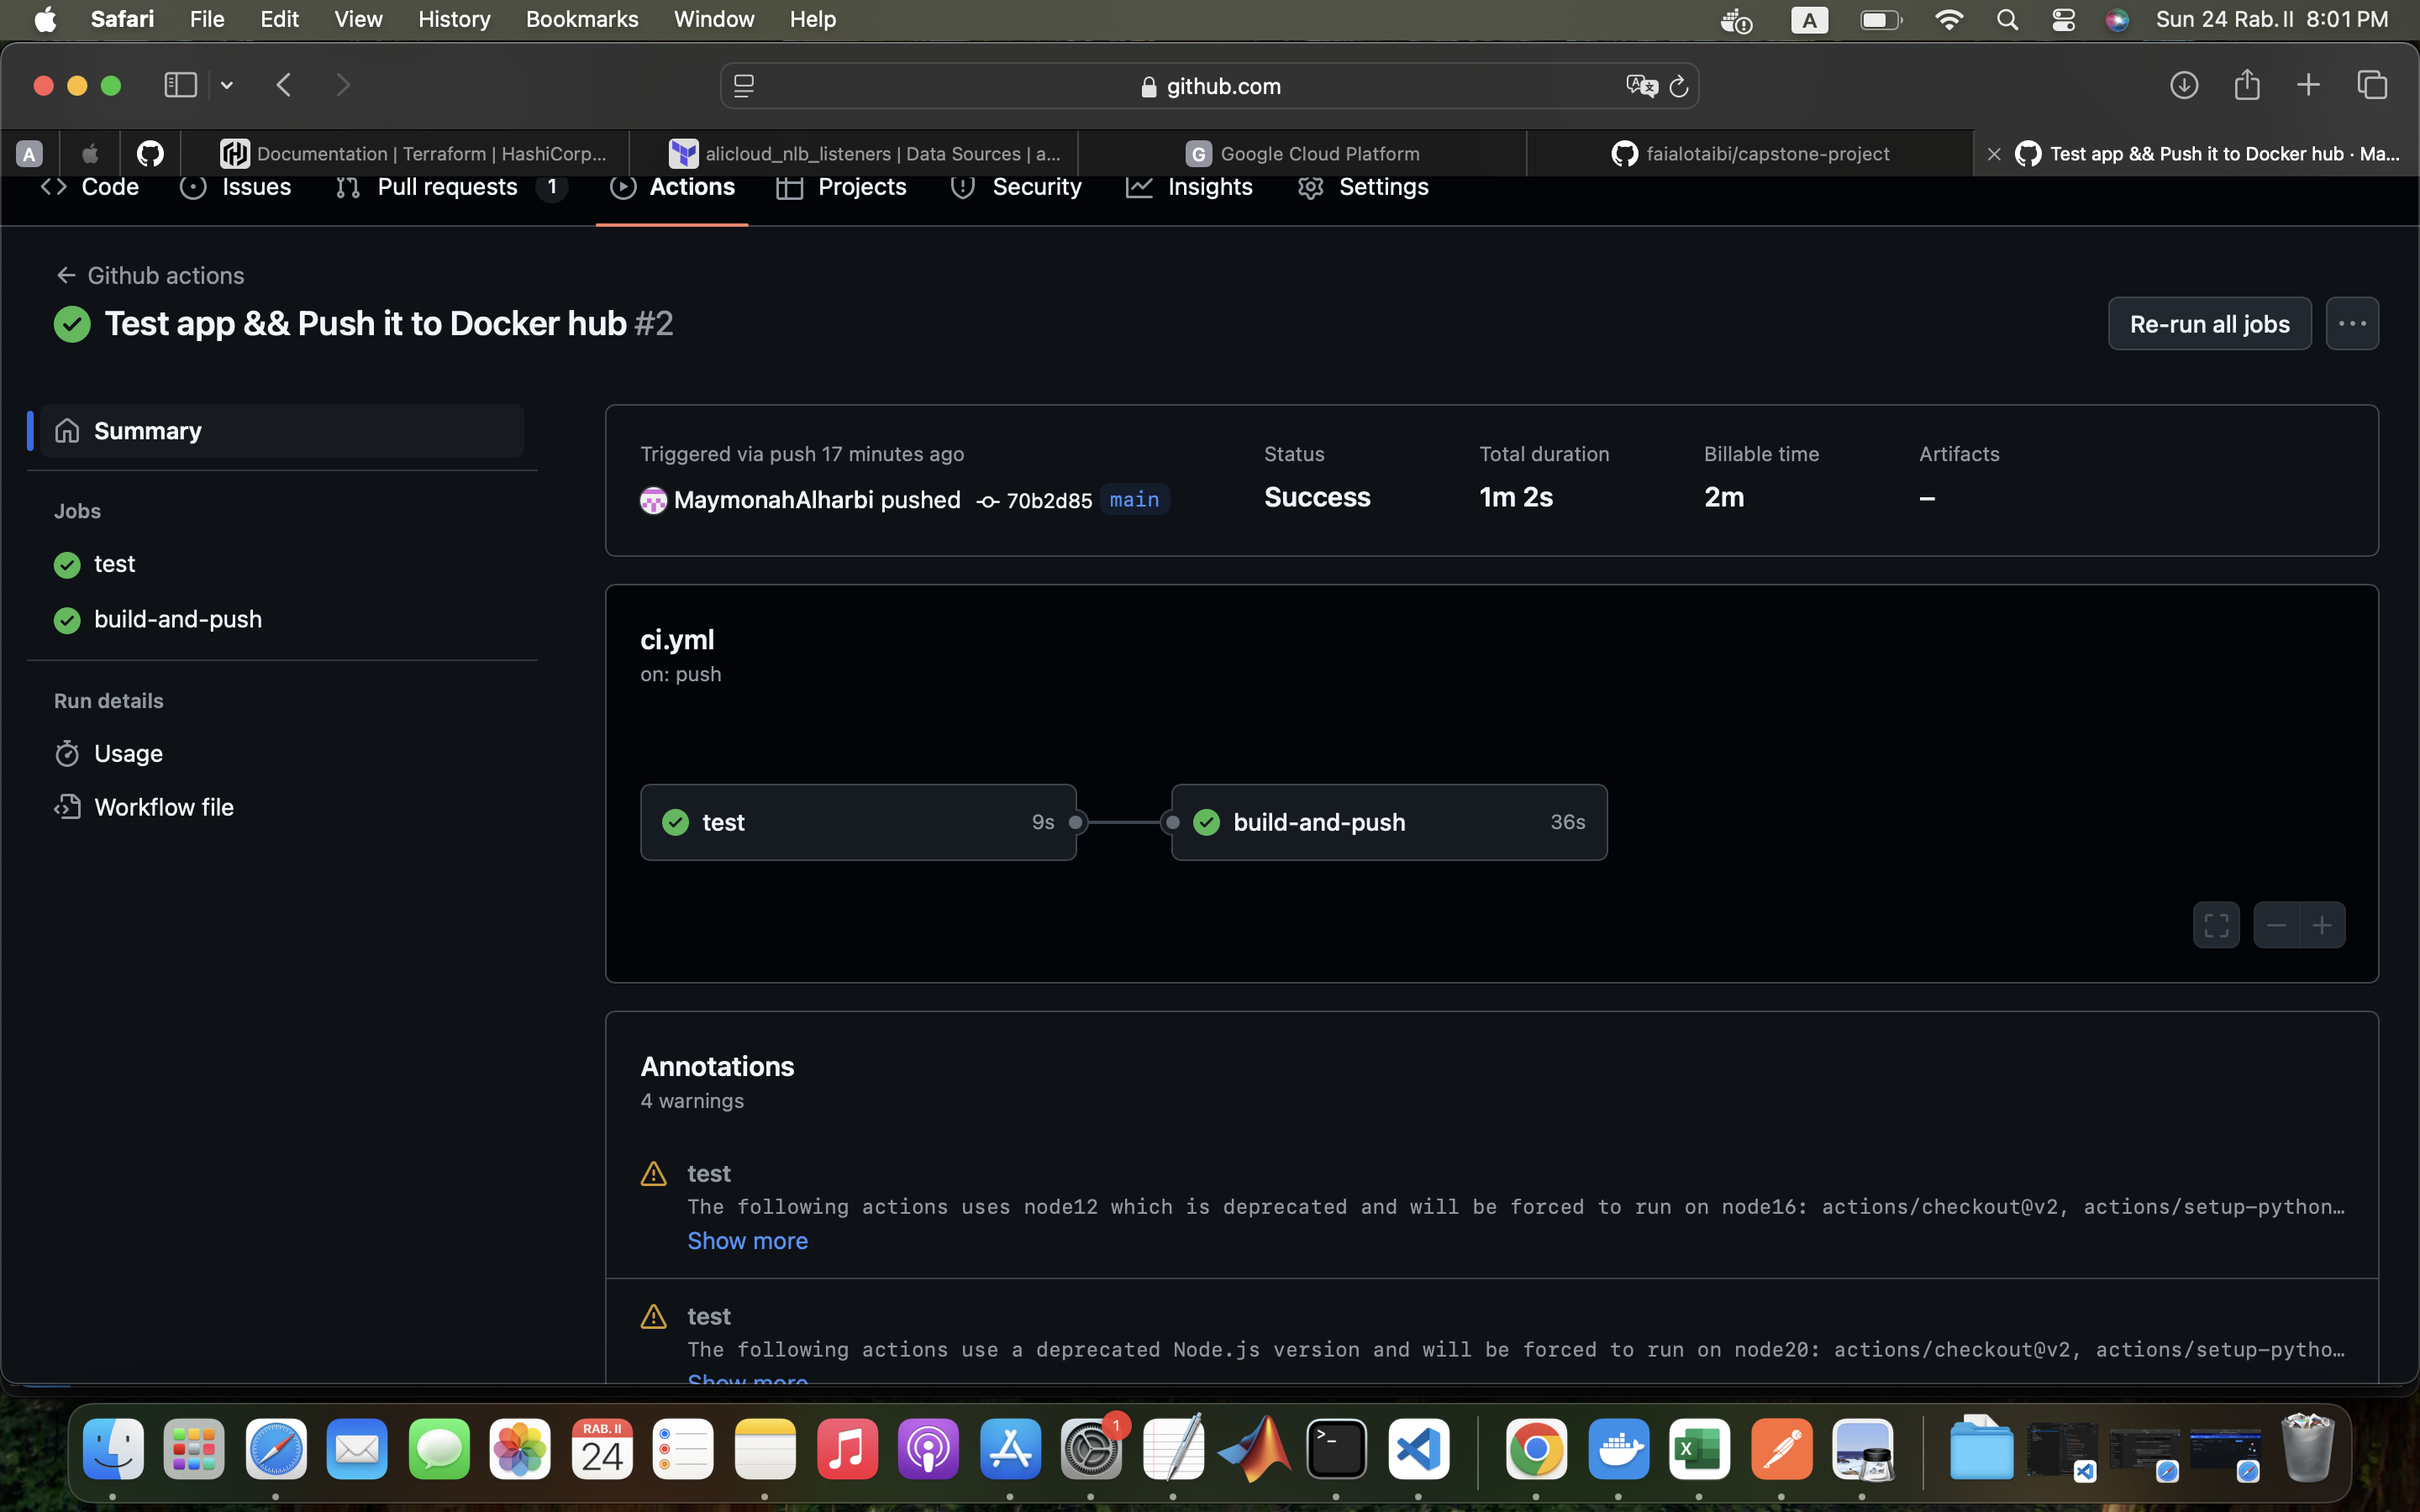 Safari File Edit View History Bookmarks Window Help A Sun 24 Rab. II 8:01 PM
github.com
A Documentation | Terraform | HashiCorp... alicloud_nlb_listeners | Data Sources | a... G Google Cloud Platform faialotaibi/capstone-project Test app && Push it to Docker hub · Ma...
Code Issues Pull requests 1 Actions Projects Security Insights Settings
Github actions
Test app && Push it to Docker hub #2
Re-run all jobs
Summary
Jobs
test
build-and-push
Run details
Usage
Workflow file
Triggered via push 17 minutes ago
MaymonahAlharbi pushed 70b2d85 main
Status
Success
Total duration
1m 2s
Billable time
2m
Artifacts
–
ci.yml
on: push
test 9s
build-and-push 36s
Annotations
4 warnings
test
The following actions uses node12 which is deprecated and will be forced to run on node16: actions/checkout@v2, actions/setup-python…
Show more
test
The following actions use a deprecated Node.js version and will be forced to run on node20: actions/checkout@v2, actions/setup-pytho…
Show more
RAB. II
24
1